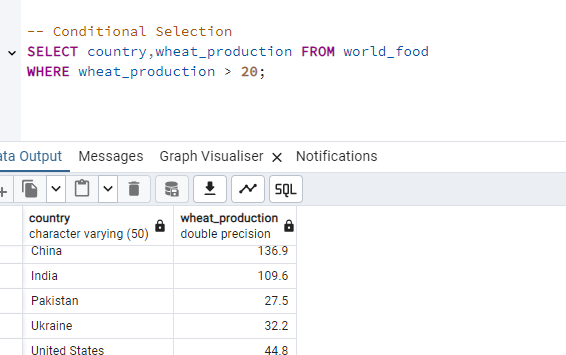 -- Conditional Selection
SELECT country,wheat_production FROM world_food
WHERE wheat_production > 20;
ata Output Messages Graph Visualiser × Notifications
SQL
country wheat_production
character varying (50) double precision
China 136.9
India 109.6
Pakistan 27.5
Ukraine 32.2
United States 44.8